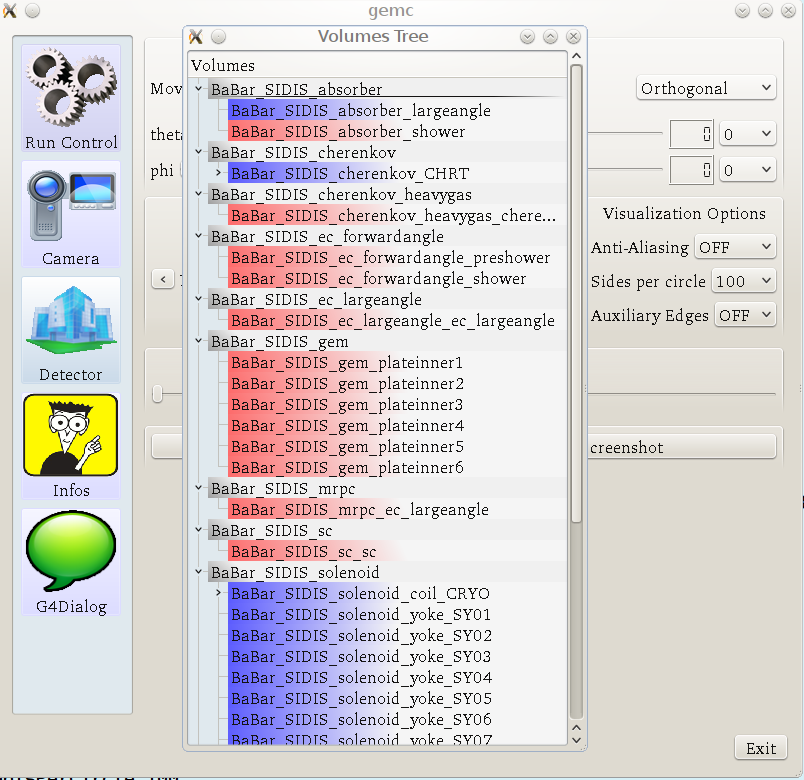 gemc
Volumes Tree
Volumes
BaBar_SIDIS_absorber
BaBar_SIDIS_absorber_largeangle
BaBar_SIDIS_absorber_shower
BaBar_SIDIS_cherenkov
BaBar_SIDIS_cherenkov_CHRT
BaBar_SIDIS_cherenkov_heavygas
BaBar_SIDIS_cherenkov_heavygas_chere...
BaBar_SIDIS_ec_forwardangle
BaBar_SIDIS_ec_forwardangle_preshower
BaBar_SIDIS_ec_forwardangle_shower
BaBar_SIDIS_ec_largeangle
BaBar_SIDIS_ec_largeangle_ec_largeangle
BaBar_SIDIS_gem
BaBar_SIDIS_gem_plateinner1
BaBar_SIDIS_gem_plateinner2
BaBar_SIDIS_gem_plateinner3
BaBar_SIDIS_gem_plateinner4
BaBar_SIDIS_gem_plateinner5
BaBar_SIDIS_gem_plateinner6
BaBar_SIDIS_mrpc
BaBar_SIDIS_mrpc_ec_largeangle
BaBar_SIDIS_sc
BaBar_SIDIS_sc_sc
BaBar_SIDIS_solenoid
BaBar_SIDIS_solenoid_coil_CRYO
BaBar_SIDIS_solenoid_yoke_SY01
BaBar_SIDIS_solenoid_yoke_SY02
BaBar_SIDIS_solenoid_yoke_SY03
BaBar_SIDIS_solenoid_yoke_SY04
BaBar_SIDIS_solenoid_yoke_SY05
BaBar_SIDIS_solenoid_yoke_SY06
BaBar_SIDIS_solenoid_yoke_SY07
Run Control
Camera
Detector
Infos
G4Dialog
Mov
theta
phi
Orthogonal
0 0
0 0
Visualization Options
Anti-Aliasing OFF
Sides per circle 100
Auxiliary Edges OFF
creenshot
Exit